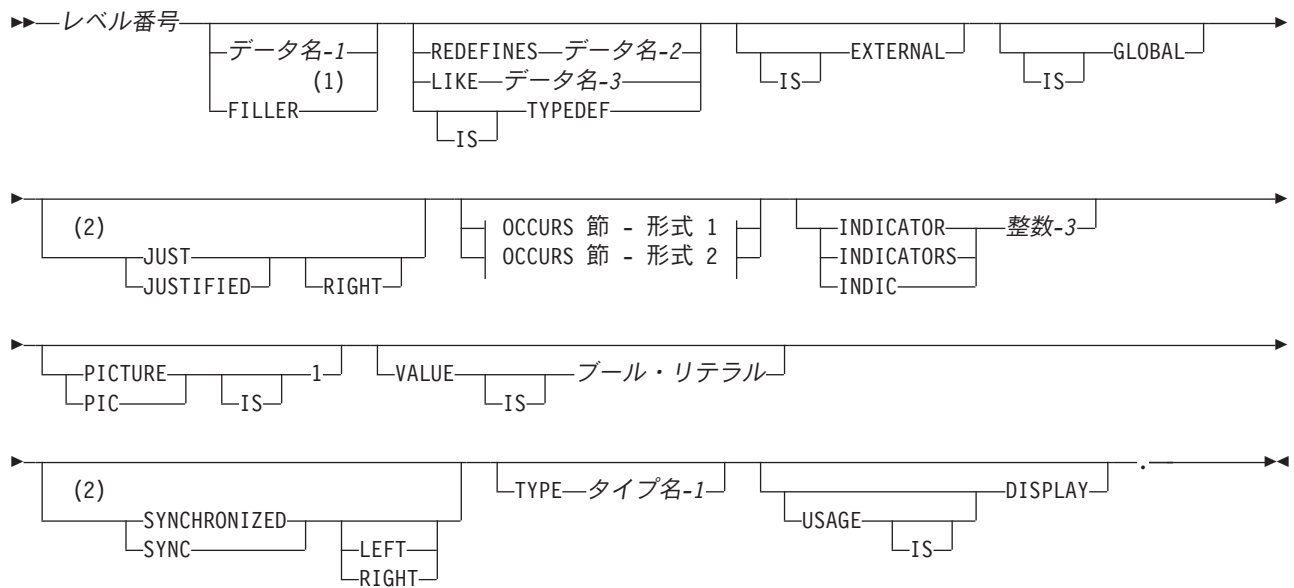 レベル番号
データ名-1
(1)
FILLER
REDEFINES データ名-2
LIKE データ名-3
TYPEDEF
IS
EXTERNAL
IS
GLOBAL
IS
(2)
JUST
JUSTIFIED
RIGHT
OCCURS 節 - 形式 1
OCCURS 節 - 形式 2
INDICATOR
INDICATORS
INDIC
整数-3
PICTURE
PIC
IS
1
VALUE
IS
ブール・リテラル
(2)
SYNCHRONIZED
SYNC
LEFT
RIGHT
TYPE タイプ名-1
USAGE
IS
DISPLAY
.